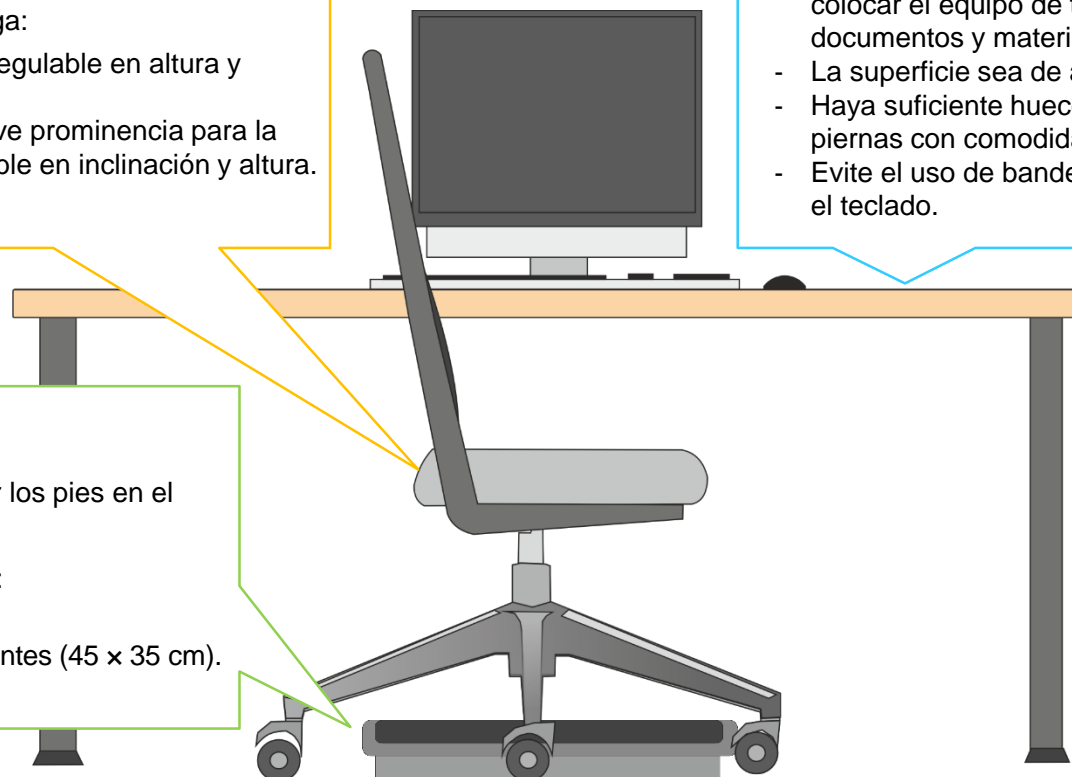 ga:
egulable en altura y
ve prominencia para la
ble en inclinación y altura.
colocar el equipo de t
documentos y materi
- La superficie sea de a
- Haya suficiente hueco
piernas con comodida
- Evite el uso de bande
el teclado.
r los pies en el
:
ntes (45 × 35 cm).